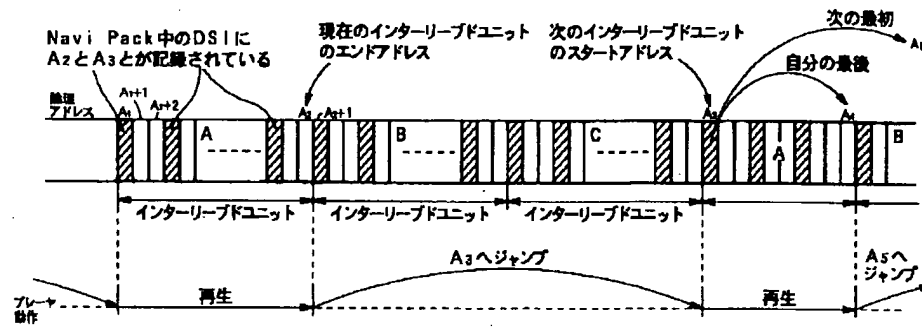 Navi Pack中のDSIに
A2とA3とが記録されている
現在のインターリーブドユニット
のエンドアドレス
次のインターリーブドユニット
のスタートアドレス
次の最初
自分の最後
論理
アドレス
A1
A1+1
A1+2
A2
A2+1
A3
A4
A5
A
B
C
A
B
インターリーブドユニット
インターリーブドユニット
インターリーブドユニット
A3へジャンプ
A5へ
ジャンプ
プレーヤ
動作
再生
再生